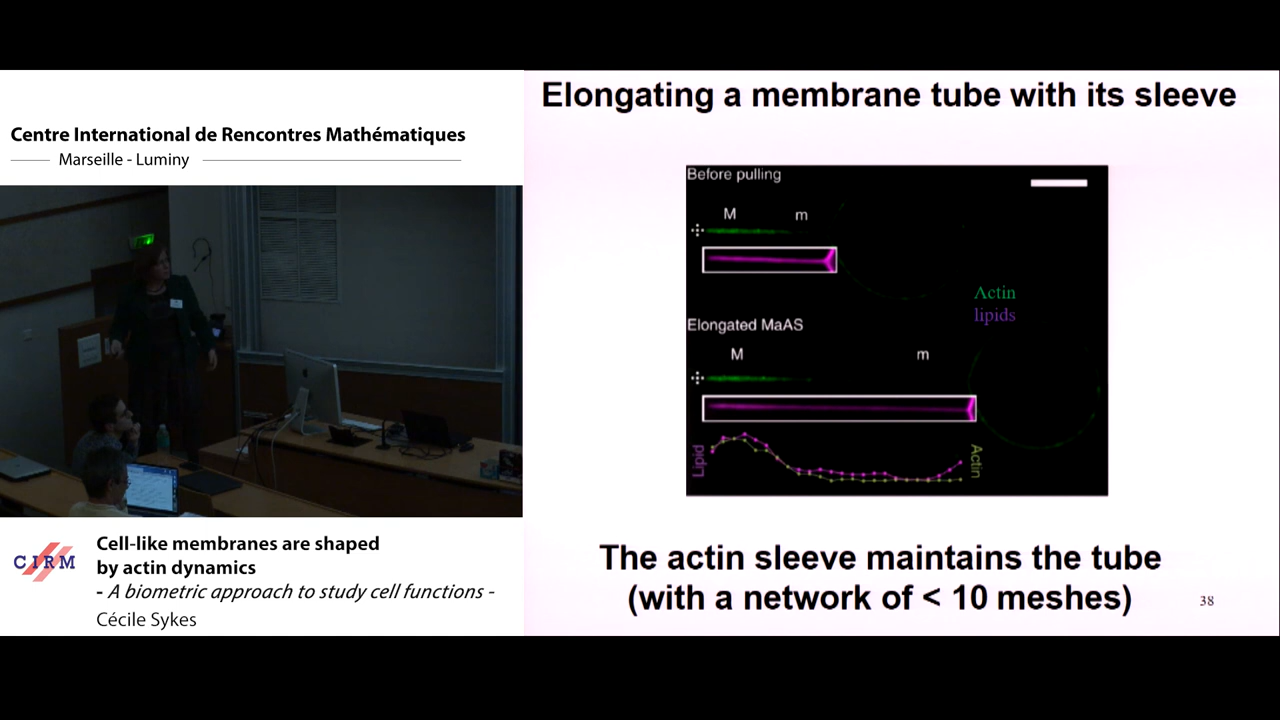 Centre International de Rencontres Mathématiques
Marseille - Luminy
CIRM
Cell-like membranes are shaped
by actin dynamics
- A biometric approach to study cell functions -
Cécile Sykes
Elongating a membrane tube with its sleeve
Before pulling
M m
Actin
lipids
Elongated MaAS
M m
Lipid
Actin
The actin sleeve maintains the tube
(with a network of < 10 meshes)
38